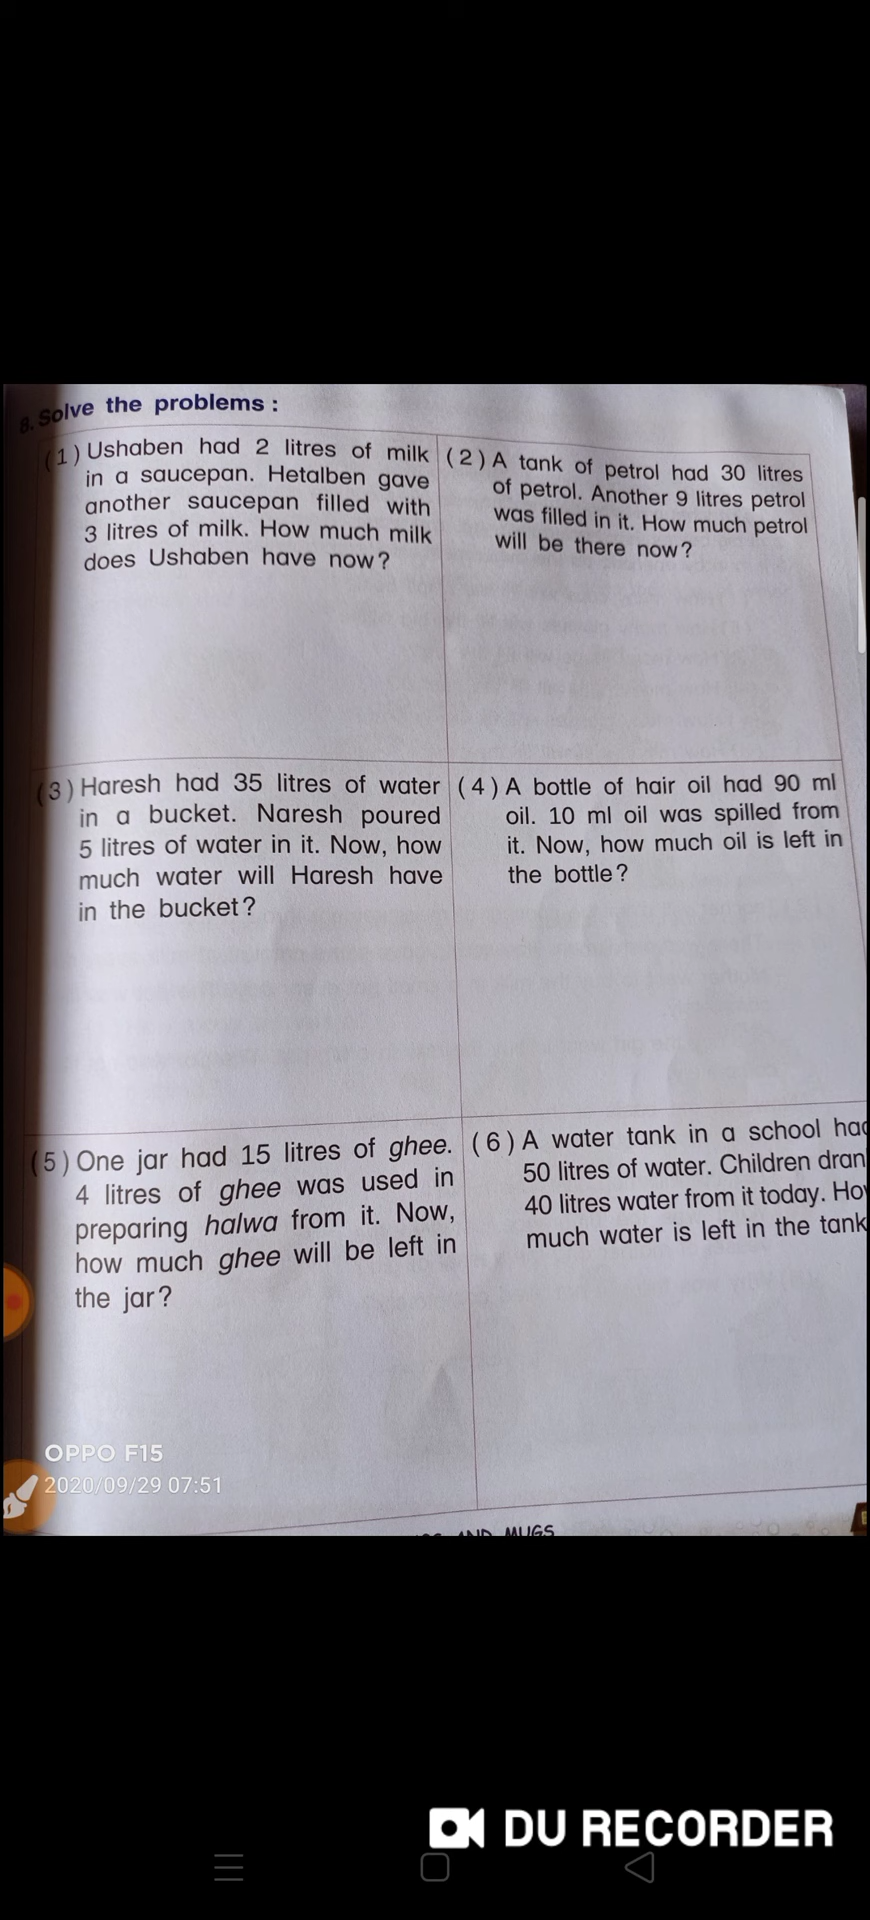 8. Solve the problems :
(1) Ushaben had 2 litres of milk
in a saucepan. Hetalben gave
another saucepan filled with
3 litres of milk. How much milk
does Ushaben have now?
(2) A tank of petrol had 30 litres
of petrol. Another 9 litres petrol
was filled in it. How much petrol
will be there now?
(3) Haresh had 35 litres of water
in a bucket. Naresh poured
5 litres of water in it. Now, how
much water will Haresh have
in the bucket?
(4) A bottle of hair oil had 90 ml
oil. 10 ml oil was spilled from
it. Now, how much oil is left in
the bottle?
(5) One jar had 15 litres of ghee.
4 litres of ghee was used in
preparing halwa from it. Now,
how much ghee will be left in
the jar?
(6) A water tank in a school
50 litres of water. Children
40 litres water from it today.
much water is left in the tank
OPPO F15
2020/09/29 07:51
AND MUGS
DU RECORDER